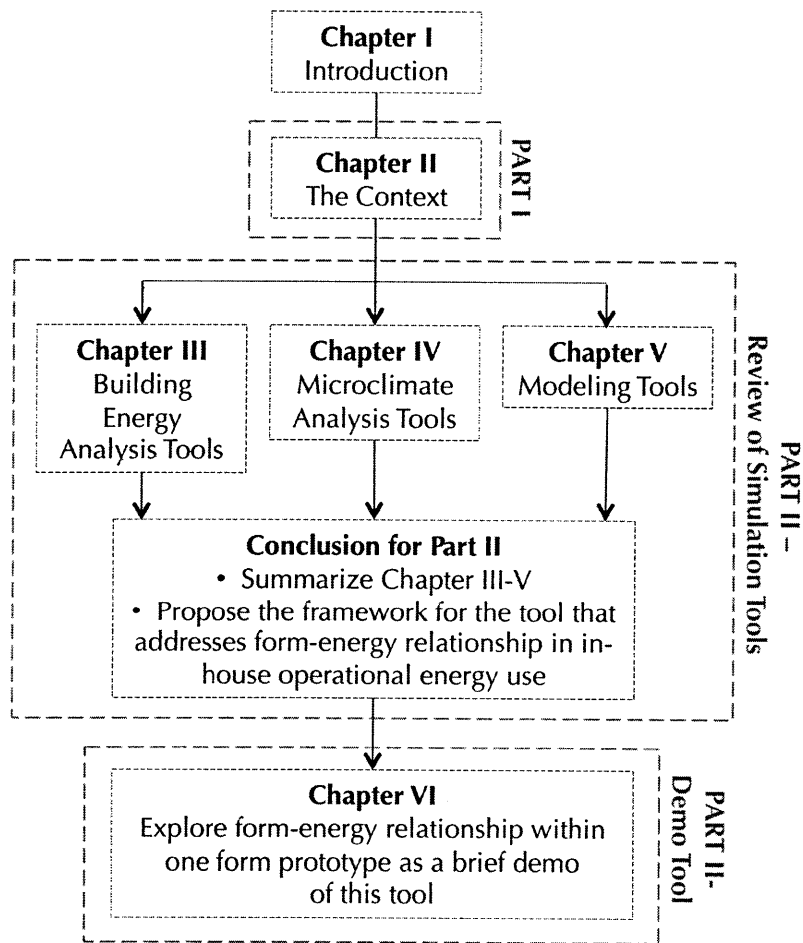 Chapter I
Introduction
Chapter II
The Context
PART I
Chapter III
Building
Energy
Analysis Tools
Chapter IV
Microclimate
Analysis Tools
Chapter V
Modeling Tools
Conclusion for Part II
• Summarize Chapter III-V
• Propose the framework for the tool that
addresses form-energy relationship in in-
house operational energy use
PART II –
Review of Simulation Tools
Chapter VI
Explore form-energy relationship within
one form prototype as a brief demo
of this tool
PART II-
Demo Tool